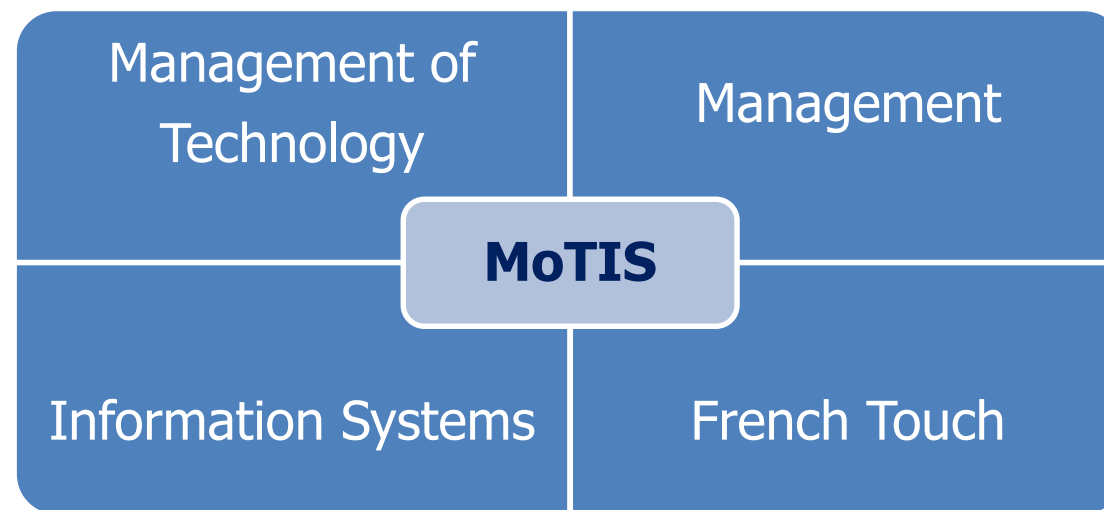 Management of
Technology
Management
MoTIS
Information Systems
French Touch